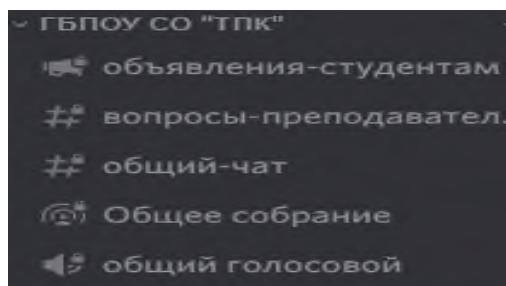 ГБПОУ СО "ТПК"
объявления-студентам
вопросы-преподавател.
общий-чат
Общее собрание
общий голосовой